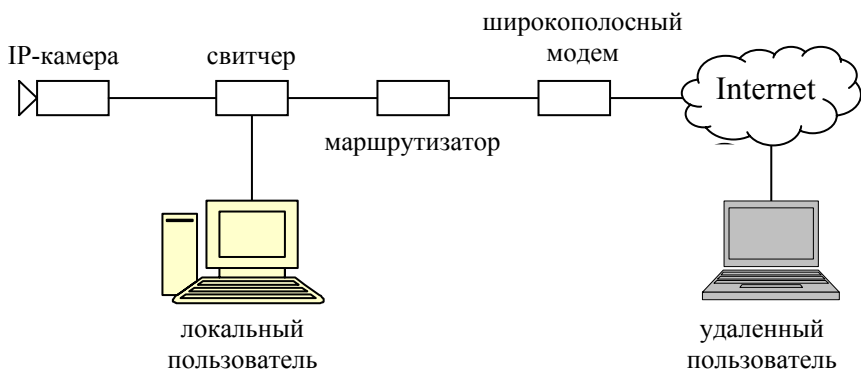 IP-камера
свитчер
маршрутизатор
широкополосный
модем
Internet
локальный
пользователь
удаленный
пользователь